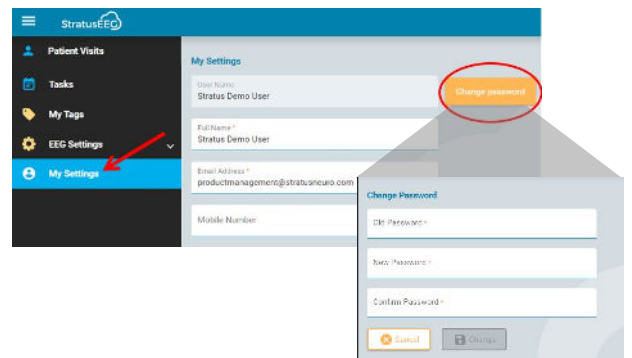 StratusEEG
Patient Visits
Tasks
My Tags
EEG Settings
My Settings
My Settings
User Name
Stratus Demo User
Change password
Full Name *
Stratus Demo User
Email Address *
productmanagement@stratusneuro.com
Mobile Number
Change Password
Old Password *
New Password *
Confirm Password *
Cancel
Change